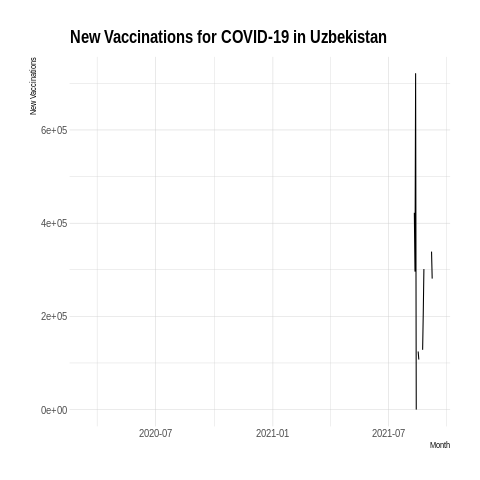 New Vaccinations for COVID-19 in Uzbekistan
New Vaccinations
6e+05
4e+05
2e+05
0e+00
2020-07 2021-01 2021-07
Month